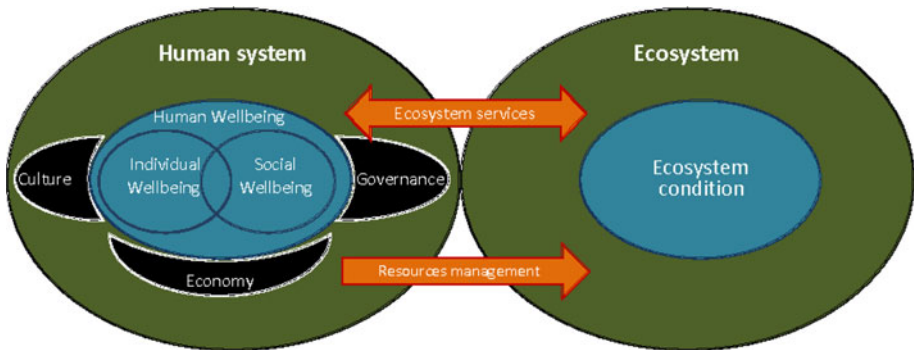 Human system
Ecosystem
Human Wellbeing
Ecosystem services
Individual
Wellbeing
Social
Wellbeing
Culture
Governance
Ecosystem
condition
Economy
Resources management